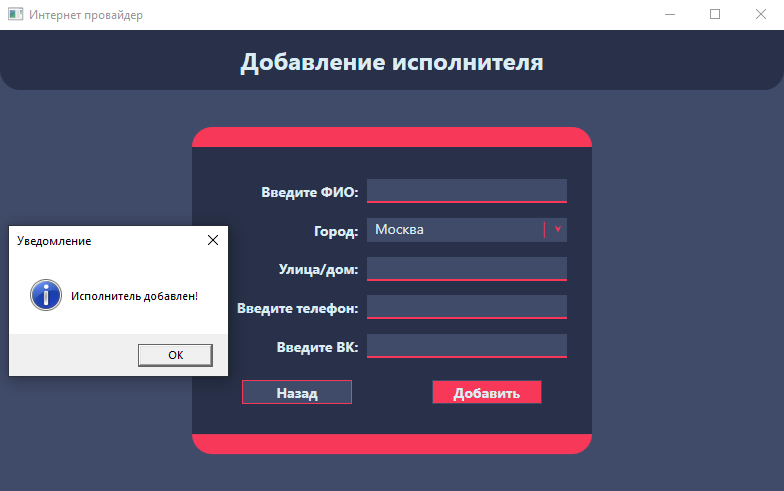 Интернет провайдер
Добавление исполнителя
Введите ФИО:
Город: Москва
Улица/дом:
Введите телефон:
Введите ВК:
Назад Добавить
Уведомление
Исполнитель добавлен!
OK